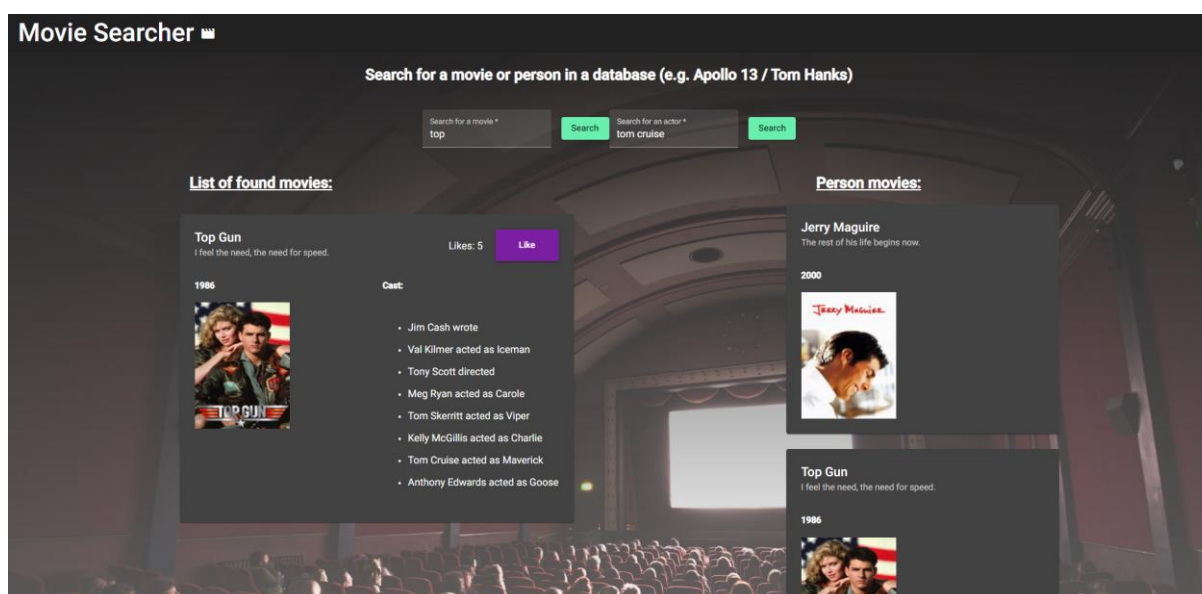 Movie Searcher
Search for a movie or person in a database (e.g. Apollo 13 / Tom Hanks)
Search for a movie *
top
Search
Search for an actor *
tom cruise
Search
List of found movies:
Top Gun
I feel the need, the need for speed.
Likes: 5
Like
1986
TOP GUN
Cast:
• Jim Cash wrote
• Val Kilmer acted as Iceman
• Tony Scott directed
• Meg Ryan acted as Carole
• Tom Skerritt acted as Viper
• Kelly McGillis acted as Charlie
• Tom Cruise acted as Maverick
• Anthony Edwards acted as Goose
Person movies:
Jerry Maguire
The rest of his life begins now.
2000
Jerry Maguire
Top Gun
I feel the need, the need for speed.
1986